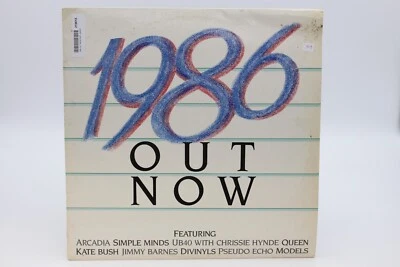 1986
OUT
NOW
FEATURING
ARCADIA SIMPLE MINDS UB40 WITH CHRISSIE HYNDE QUEEN
KATE BUSH JIMMY BARNES DIVINYLS PSEUDO ECHO MODELS